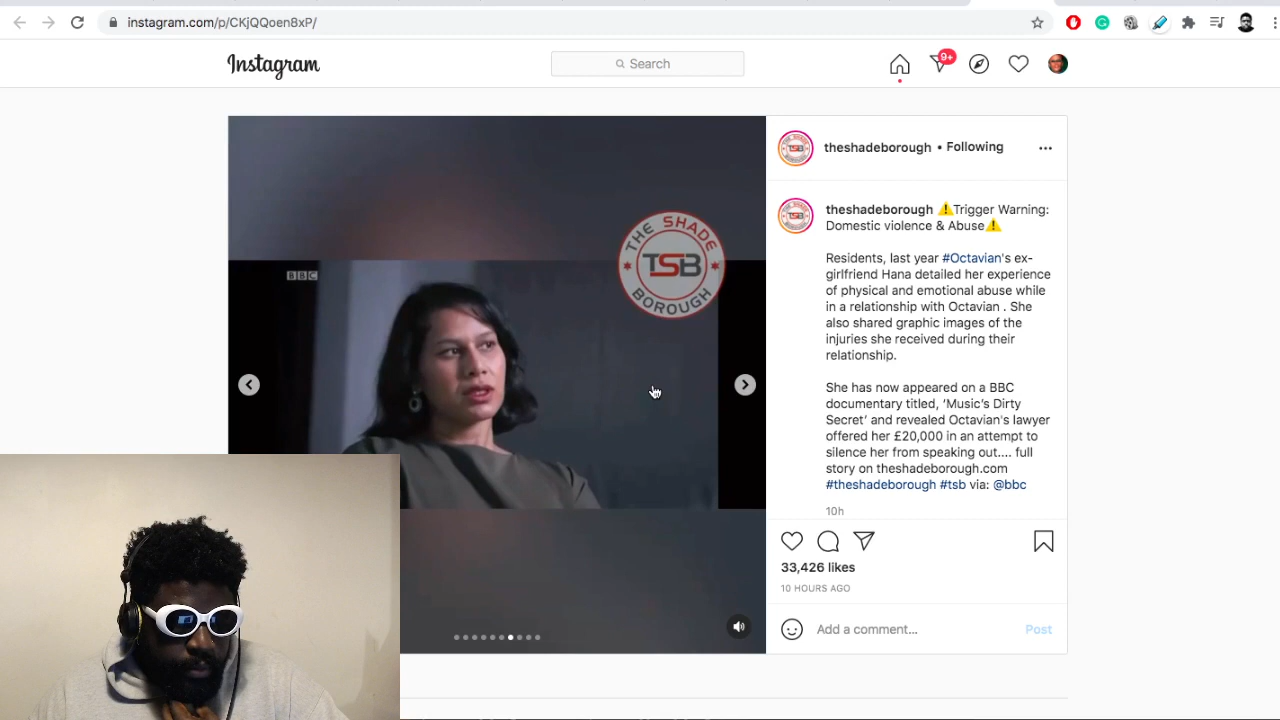 instagram.com/p/CKjQQoen8xP/
Instagram
Search
9+
theshadeborough • Following
BBC
THE SHADE
TSB
BOROUGH
theshadeborough ⚠️Trigger Warning:
Domestic violence & Abuse⚠️
Residents, last year #Octavian's ex-
girlfriend Hana detailed her experience
of physical and emotional abuse while
in a relationship with Octavian . She
also shared graphic images of the
injuries she received during their
relationship.
She has now appeared on a BBC
documentary titled, ‘Music’s Dirty
Secret’ and revealed Octavian's lawyer
offered her £20,000 in an attempt to
silence her from speaking out.... full
story on theshadeborough.com
#theshadeborough #tsb via: @bbc
10h
33,426 likes
10 HOURS AGO
Add a comment...
Post